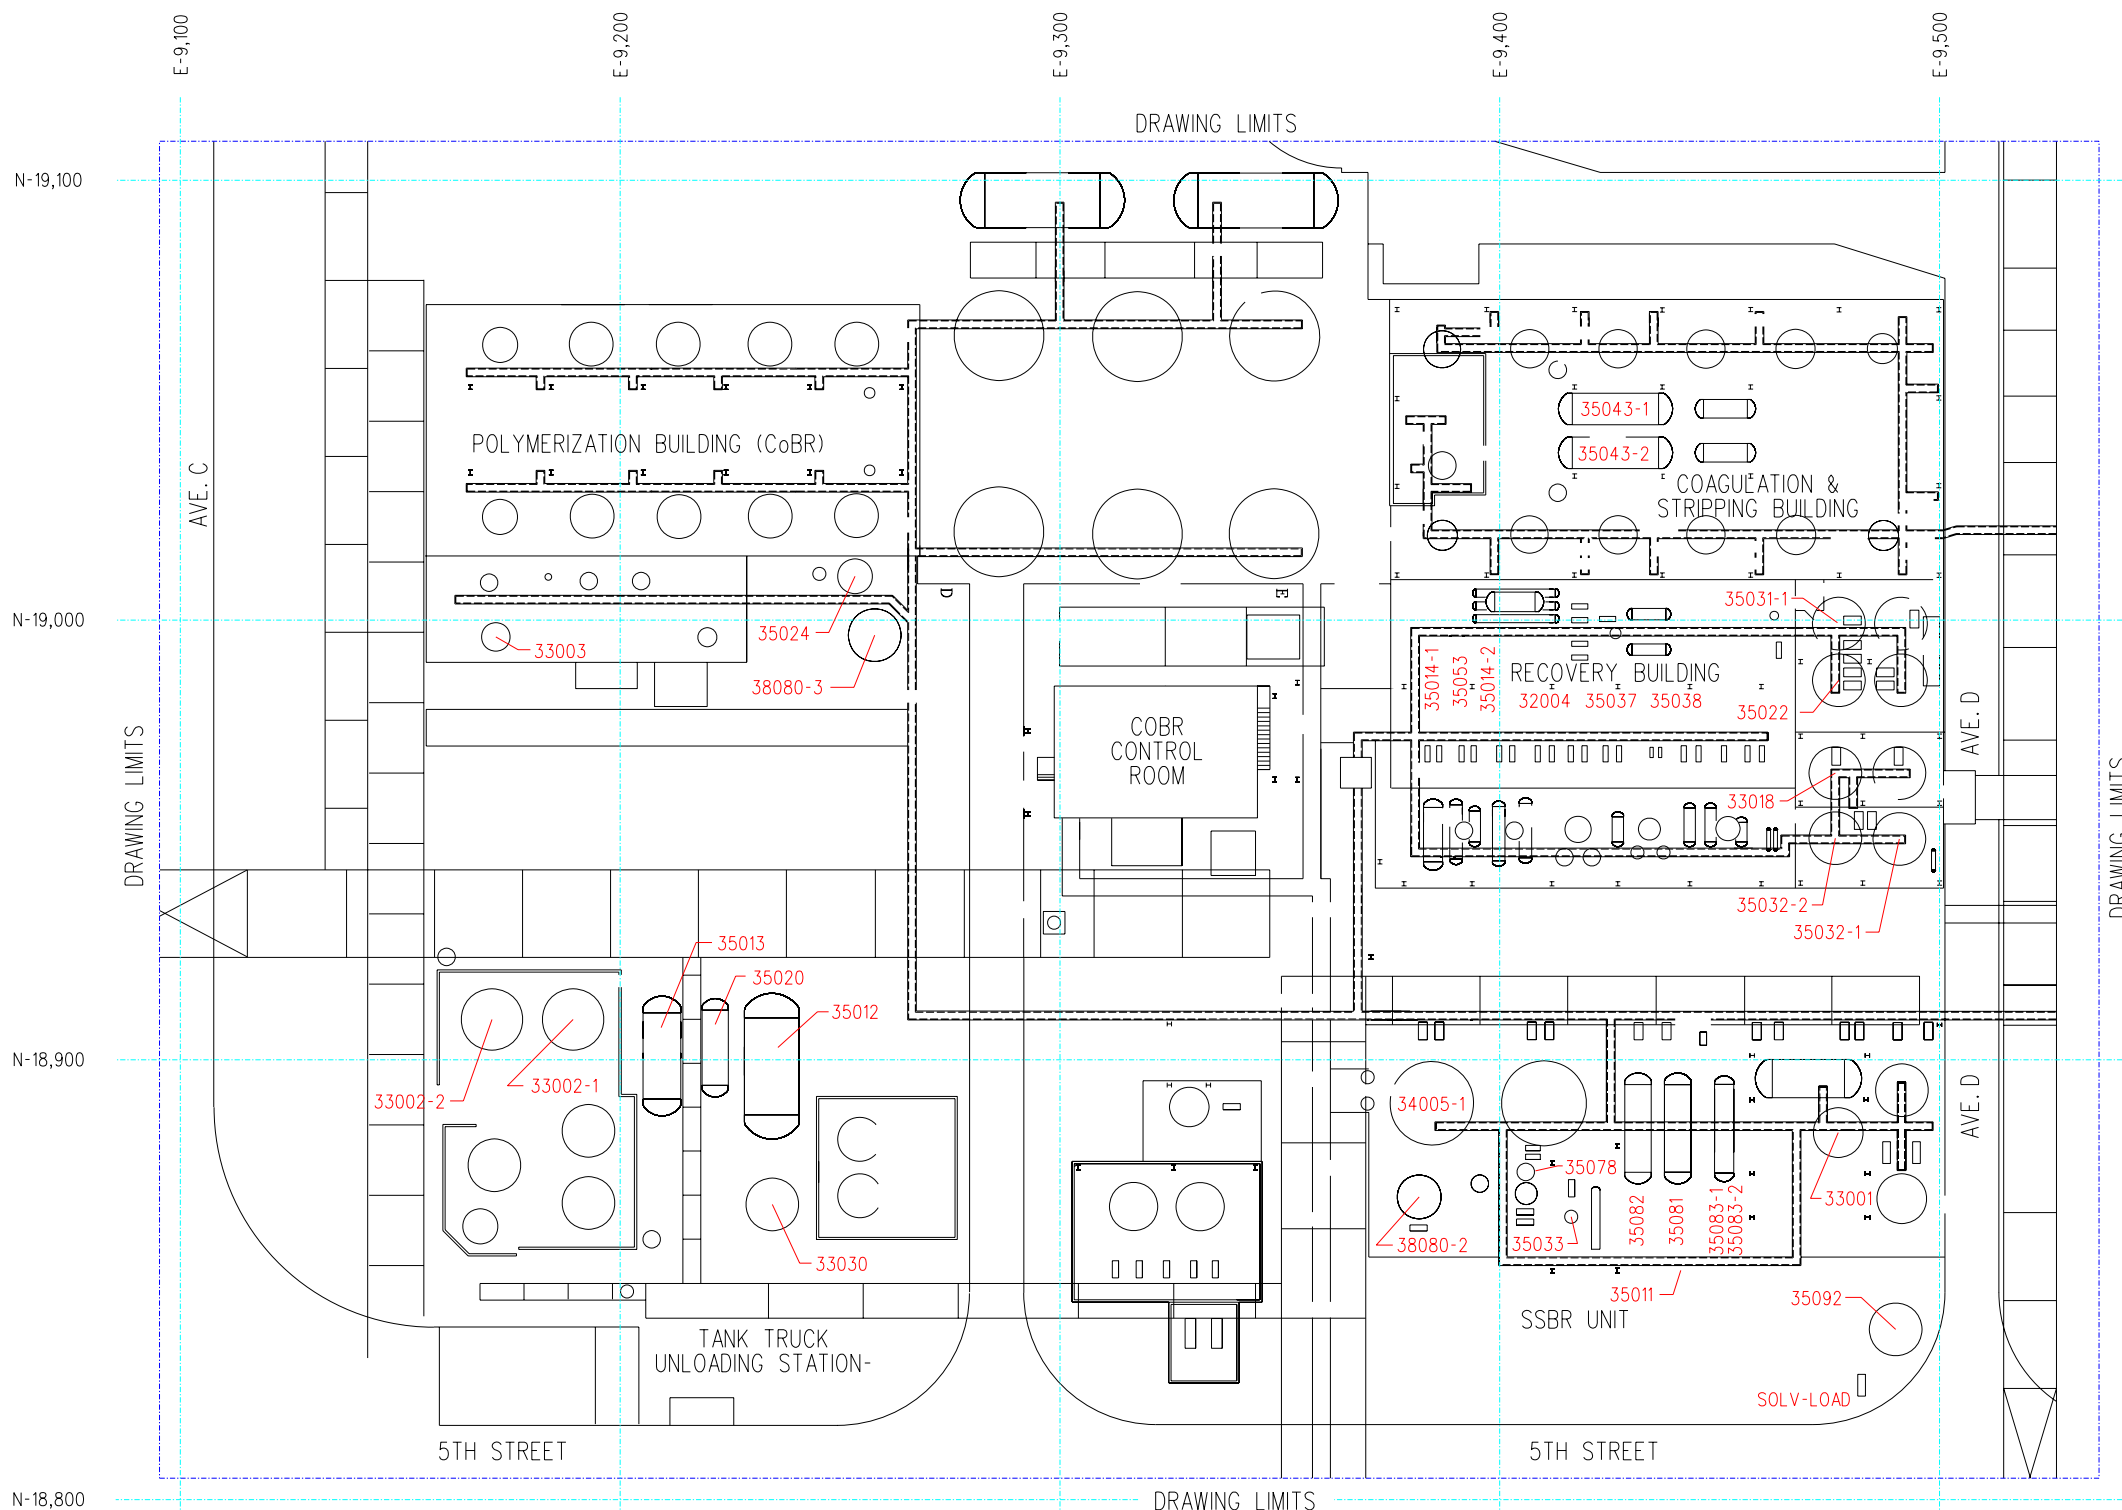 E-9,100
E-9,200
E-9,300
E-9,400
E-9,500
DRAWING LIMITS
N-19,100
35043-1
POLYMERIZATION BUILDING (CoBR)
35043-2
COAGULATION &
STRIPPING BUILDING
AVE. C
D
E
35031-1
N-19,000
35024
33003
38080-3
35014-1
35053
35014-2
RECOVERY BUILDING
32004
35037
35038
35022
AVE. D
COBR
CONTROL
ROOM
DRAWING LIMITS
DRAWING LIMITS
33018
35032-2
35032-1
35013
35020
35012
N-18,900
33002-1
33002-2
34005-1
AVE. D
35078
33001
35082
35081
35083-1
35083-2
35033
38080-2
33030
35011
35092
SSBR UNIT
TANK TRUCK
UNLOADING STATION-
SOLV-LOAD
5TH STREET
5TH STREET
N-18,800
DRAWING LIMITS